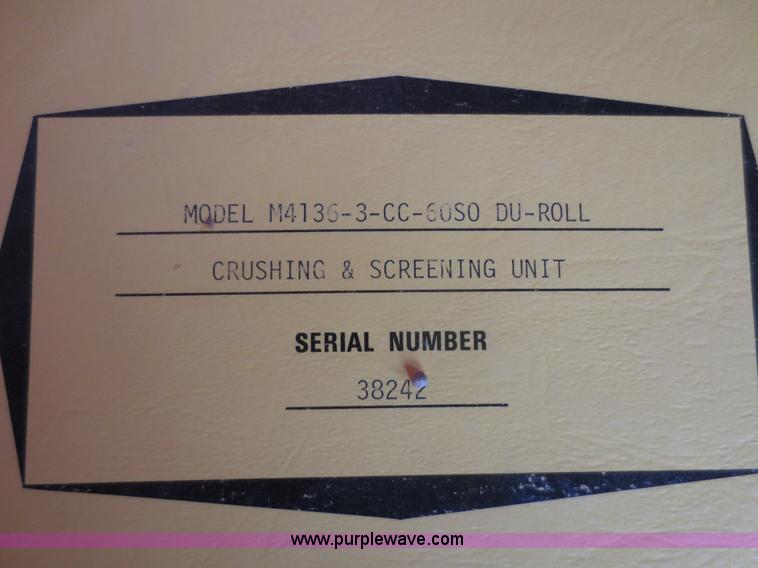 MODEL M4136-3-CC-60SO DU-ROLL
CRUSHING & SCREENING UNIT
SERIAL NUMBER
38242
www.purplewave.com